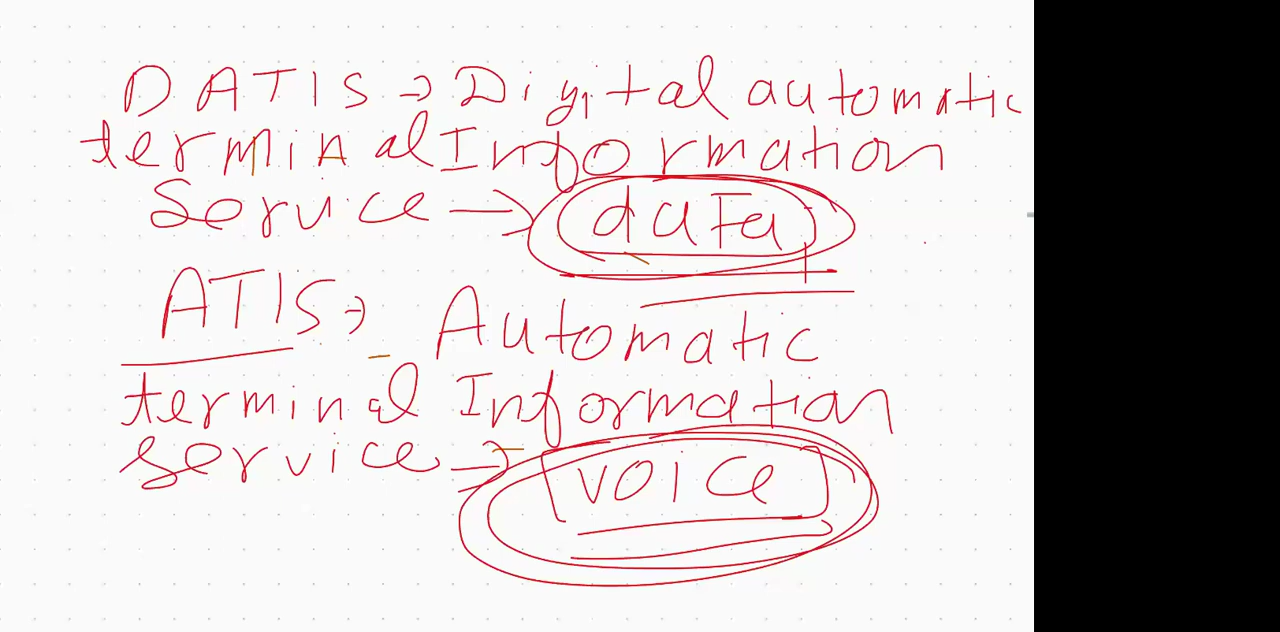 DATIS → Digital automatic
terminal Information
Service → data
ATIS → Automatic
terminal Information
service → voice